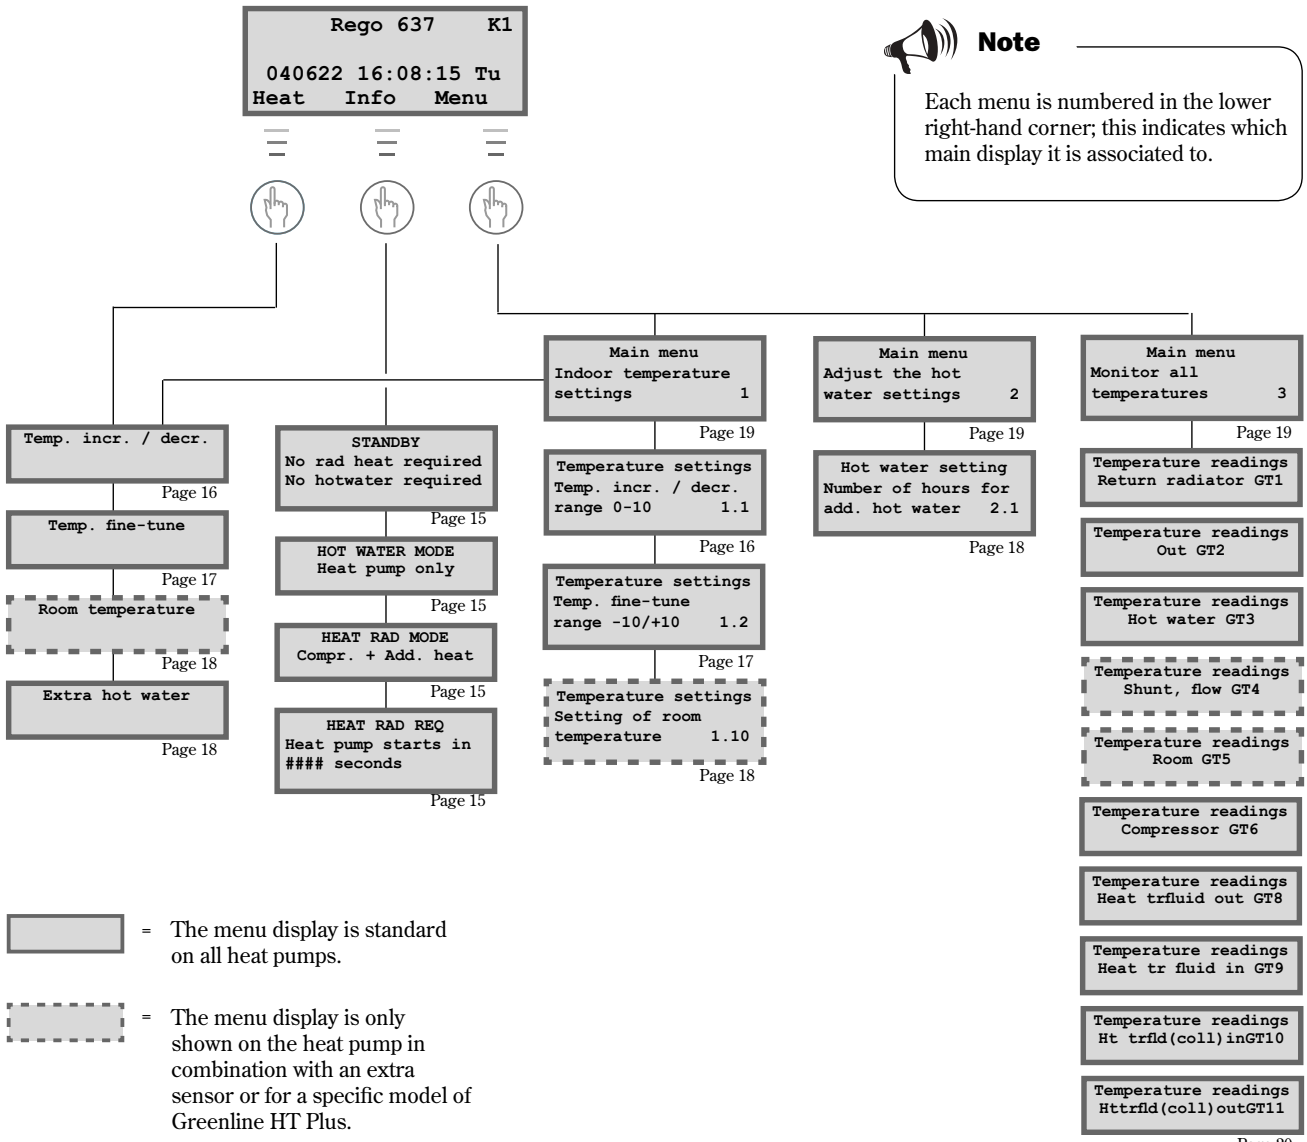 Rego 637 K1
040622 16:08:15 Tu
Heat Info Menu
Note
Each menu is numbered in the lower
right-hand corner; this indicates which
main display it is associated to.
Temp. incr. / decr.
Page 16
Temp. fine-tune
Page 17
Room temperature
Page 18
Extra hot water
Page 18
STANDBY
No rad heat required
No hotwater required
Page 15
HOT WATER MODE
Heat pump only
Page 15
HEAT RAD MODE
Compr. + Add. heat
Page 15
HEAT RAD REQ
Heat pump starts in
#### seconds
Page 15
Main menu
Indoor temperature
settings 1
Page 19
Temperature settings
Temp. incr. / decr.
range 0-10 1.1
Page 16
Temperature settings
Temp. fine-tune
range -10/+10 1.2
Page 17
Temperature settings
Setting of room
temperature 1.10
Page 18
Main menu
Adjust the hot
water settings 2
Page 19
Hot water setting
Number of hours for
add. hot water 2.1
Page 18
Main menu
Monitor all
temperatures 3
Page 19
Temperature readings
Return radiator GT1
Temperature readings
Out GT2
Temperature readings
Hot water GT3
Temperature readings
Shunt, flow GT4
Temperature readings
Room GT5
Temperature readings
Compressor GT6
Temperature readings
Heat trfluid out GT8
Temperature readings
Heat tr fluid in GT9
Temperature readings
Ht trfld(coll)inGT10
Temperature readings
Httrfld(coll)outGT11
= The menu display is standard
on all heat pumps.
= The menu display is only
shown on the heat pump in
combination with an extra
sensor or for a specific model of
Greenline HT Plus.